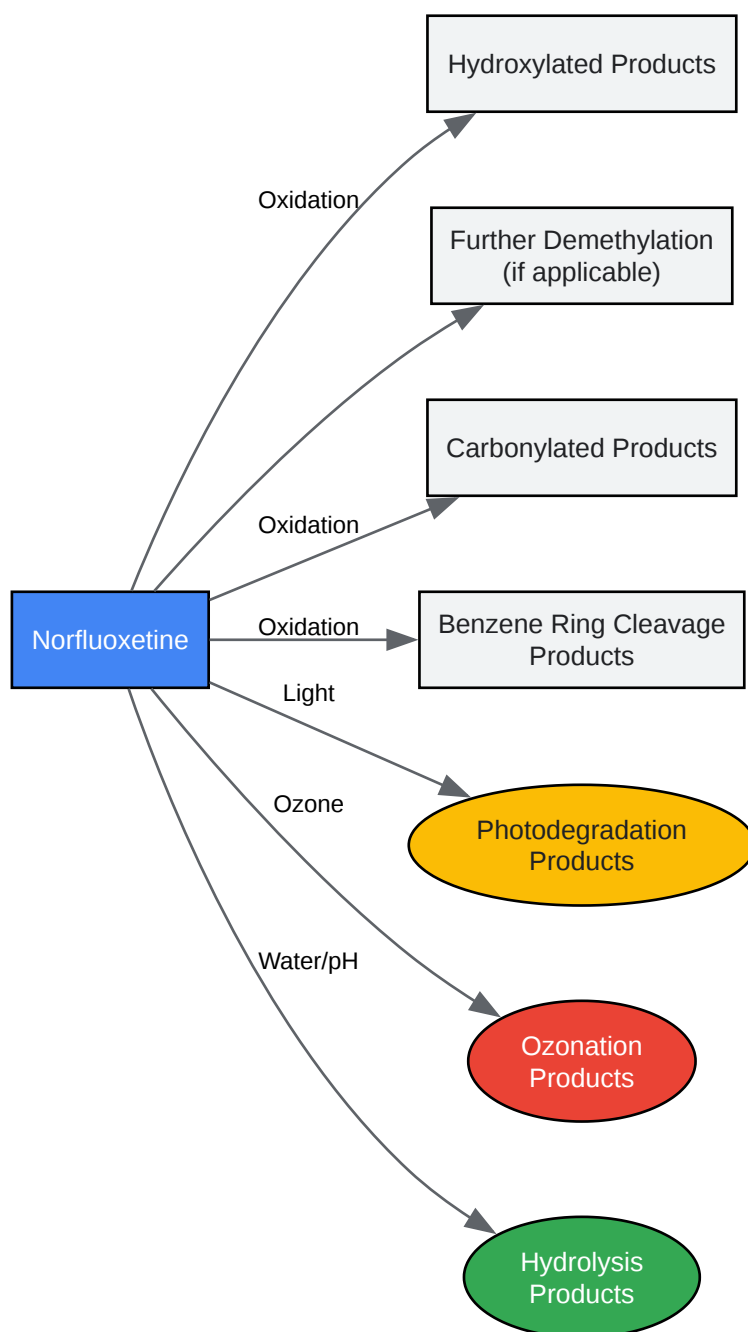 Hydroxylated Products
Oxidation
Further Demethylation
(if applicable)
Carbonylated Products
Oxidation
Norfluoxetine
Oxidation
Benzene Ring Cleavage
Products
Light
Ozone
Photodegradation
Products
Water/pH
Ozonation
Products
Hydrolysis
Products